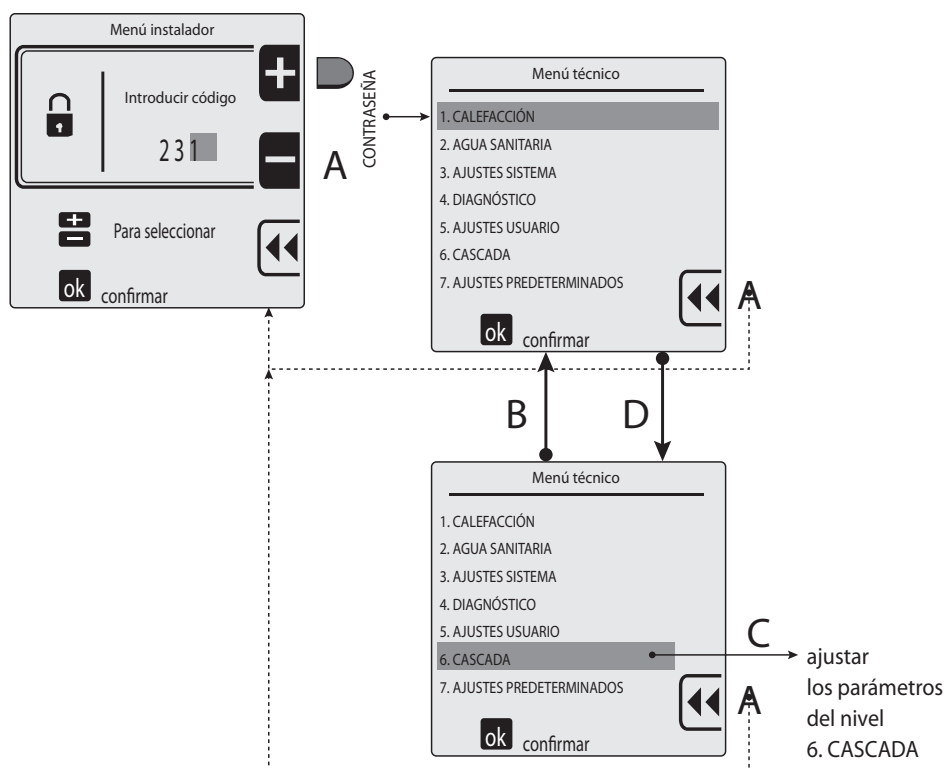 Menú instalador
Introducir código
2 3 1
Para seleccionar
ok confirmar
A
CONTRASEÑA
Menú técnico
1. CALEFACCIÓN
2. AGUA SANITARIA
3. AJUSTES SISTEMA
4. DIAGNÓSTICO
5. AJUSTES USUARIO
6. CASCADA
7. AJUSTES PREDETERMINADOS
ok confirmar
A
B
D
Menú técnico
1. CALEFACCIÓN
2. AGUA SANITARIA
3. AJUSTES SISTEMA
4. DIAGNÓSTICO
5. AJUSTES USUARIO
6. CASCADA
7. AJUSTES PREDETERMINADOS
ok confirmar
A
C
ajustar
los parámetros
del nivel
6. CASCADA